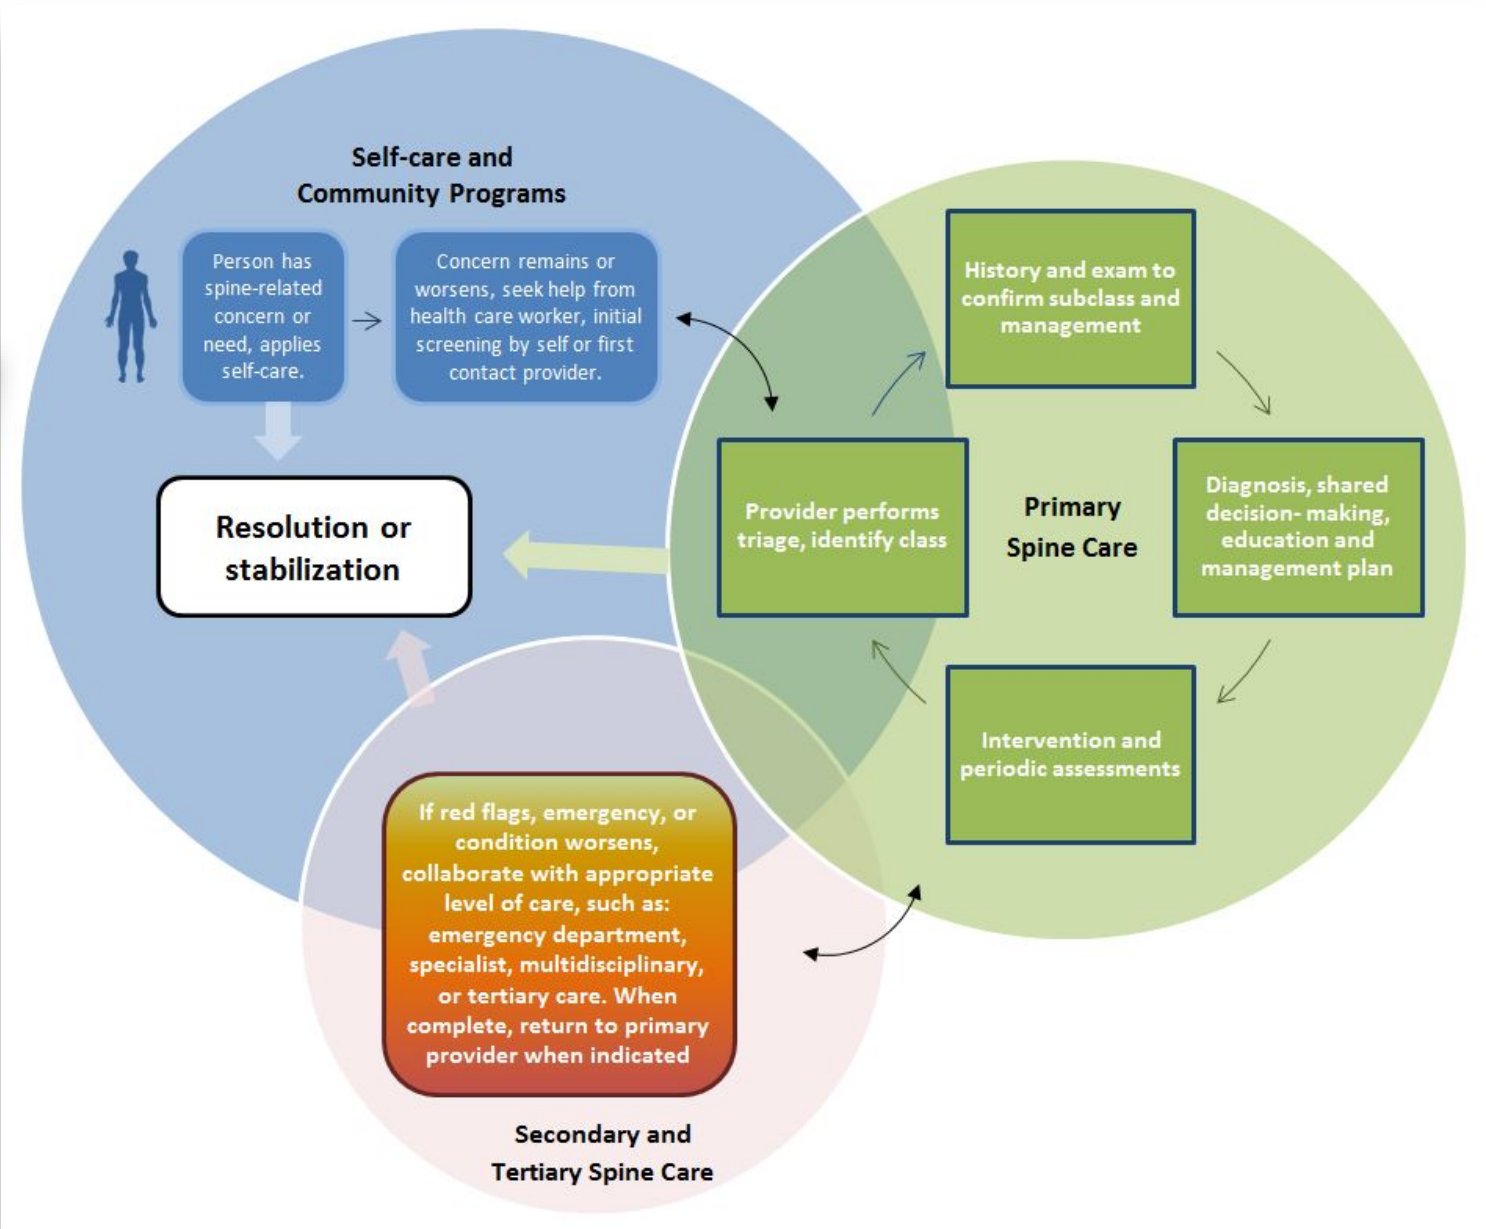 Self-care and
Community Programs
Person has
spine-related
concern or
need, applies
self-care.
Concern remains or
worsens, seek help from
health care worker, initial
screening by self or first
contact provider.
Resolution or
stabilization
History and exam to
confirm subclass and
management
Provider performs
triage, identify class
Primary
Spine Care
Diagnosis, shared
decision- making,
education and
management plan
Intervention and
periodic assessments
If red flags, emergency, or
condition worsens,
collaborate with appropriate
level of care, such as:
emergency department,
specialist, multidisciplinary,
or tertiary care. When
complete, return to primary
provider when indicated
Secondary and
Tertiary Spine Care